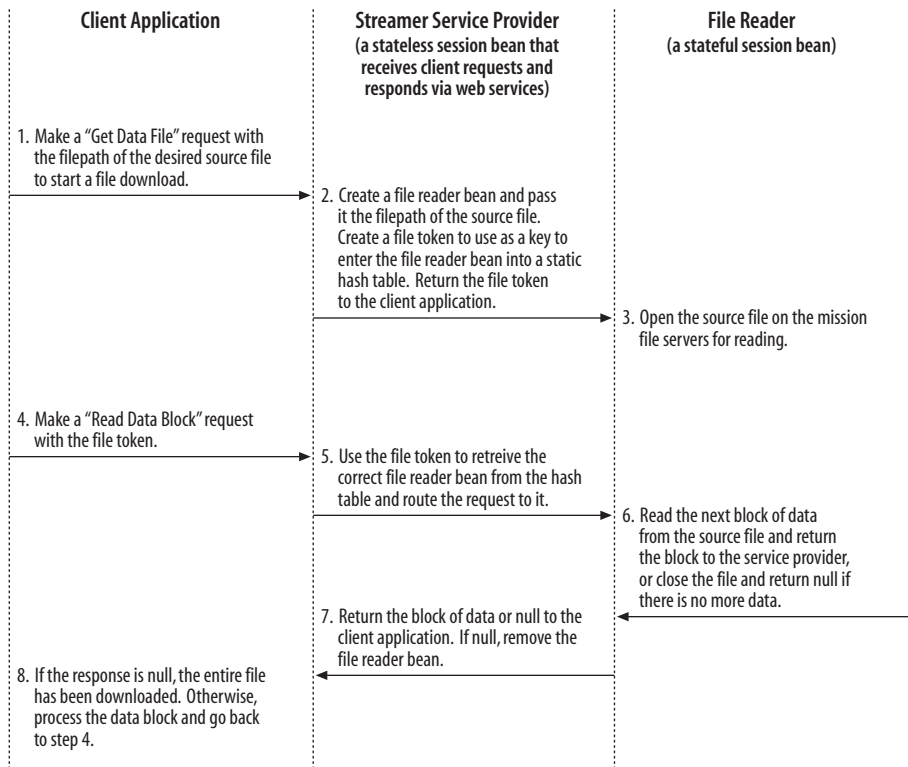 Client Application
Streamer Service Provider
(a stateless session bean that
receives client requests and
responds via web services)
File Reader
(a stateful session bean)
1. Make a “Get Data File” request with
the filepath of the desired source file
to start a file download.
2. Create a file reader bean and pass
it the filepath of the source file.
Create a file token to use as a key to
enter the file reader bean into a static
hash table. Return the file token
to the client application.
3. Open the source file on the mission
file servers for reading.
4. Make a “Read Data Block” request
with the file token.
5. Use the file token to retreive the
correct file reader bean from the hash
table and route the request to it.
6. Read the next block of data
from the source file and return
the block to the service provider,
or close the file and return null if
there is no more data.
7. Return the block of data or null to the
client application. If null, remove the
file reader bean.
8. If the response is null, the entire file
has been downloaded. Otherwise,
process the data block and go back
to step 4.